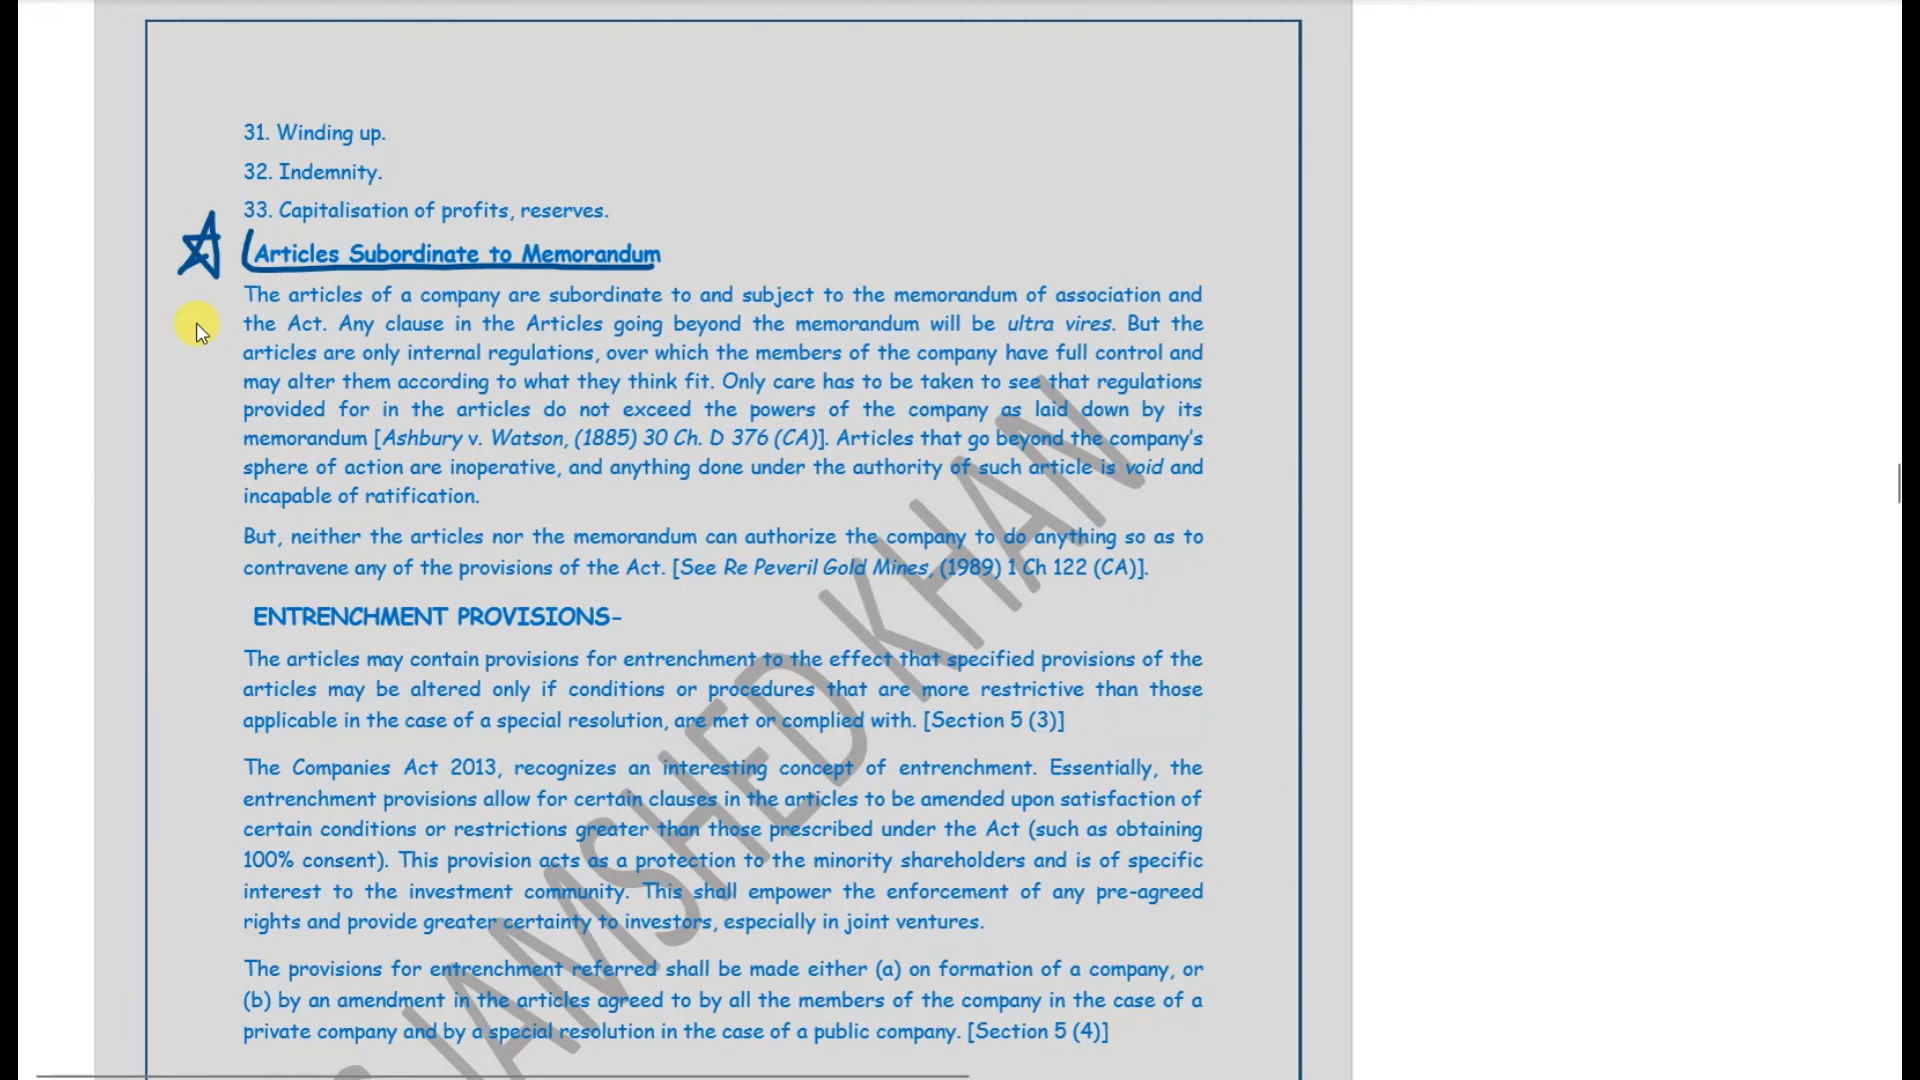 31. Winding up.
32. Indemnity.
33. Capitalisation of profits, reserves.
Articles Subordinate to Memorandum
The articles of a company are subordinate to and subject to the memorandum of association and
the Act. Any clause in the Articles going beyond the memorandum will be ultra vires. But the
articles are only internal regulations, over which the members of the company have full control and
may alter them according to what they think fit. Only care has to be taken to see that regulations
provided for in the articles do not exceed the powers of the company as laid down by its
memorandum [Ashbury v. Watson, (1885) 30 Ch. D 376 (CA)]. Articles that go beyond the company's
sphere of action are inoperative, and anything done under the authority of such article is void and
incapable of ratification.
But, neither the articles nor the memorandum can authorize the company to do anything so as to
contravene any of the provisions of the Act. [See Re Peveril Gold Mines, (1989) 1 Ch 122 (CA)].
ENTRENCHMENT PROVISIONS-
The articles may contain provisions for entrenchment to the effect that specified provisions of the
articles may be altered only if conditions or procedures that are more restrictive than those
applicable in the case of a special resolution, are met or complied with. [Section 5 (3)]
The Companies Act 2013, recognizes an interesting concept of entrenchment. Essentially, the
entrenchment provisions allow for certain clauses in the articles to be amended upon satisfaction of
certain conditions or restrictions greater than those prescribed under the Act (such as obtaining
100% consent). This provision acts as a protection to the minority shareholders and is of specific
interest to the investment community. This shall empower the enforcement of any pre-agreed
rights and provide greater certainty to investors, especially in joint ventures.
The provisions for entrenchment referred shall be made either (a) on formation of a company, or
(b) by an amendment in the articles agreed to by all the members of the company in the case of a
private company and by a special resolution in the case of a public company. [Section 5 (4)]
JAMSHED KHAN